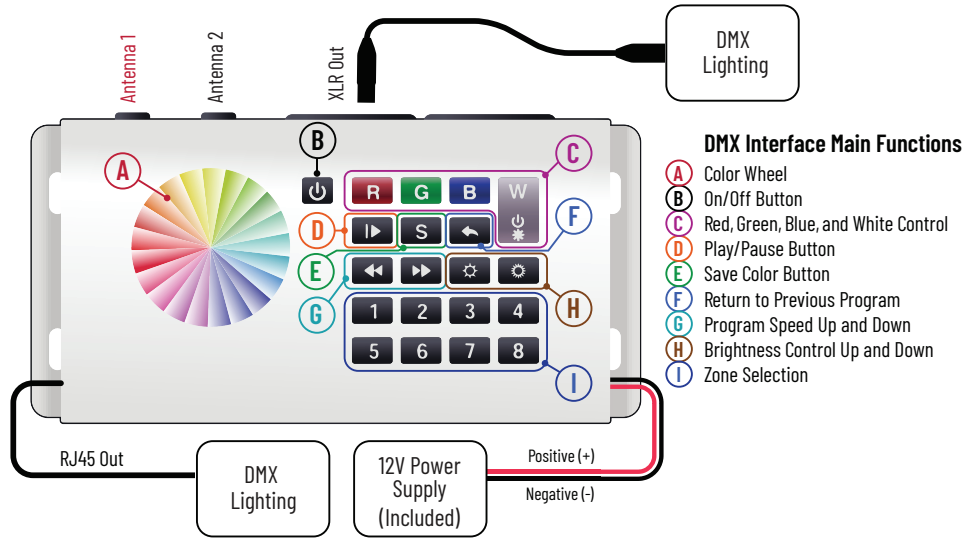 Antenna 1
Antenna 2
XLR Out
DMX
Lighting
DMX Interface Main Functions
A Color Wheel
B On/Off Button
C Red, Green, Blue, and White Control
D Play/Pause Button
E Save Color Button
F Return to Previous Program
G Program Speed Up and Down
H Brightness Control Up and Down
I Zone Selection
A
B
C
R G B W
D
S
F
E
G
H
1 2 3 4
5 6 7 8
I
RJ45 Out
DMX
Lighting
12V Power
Supply
(Included)
Positive (+)
Negative (-)